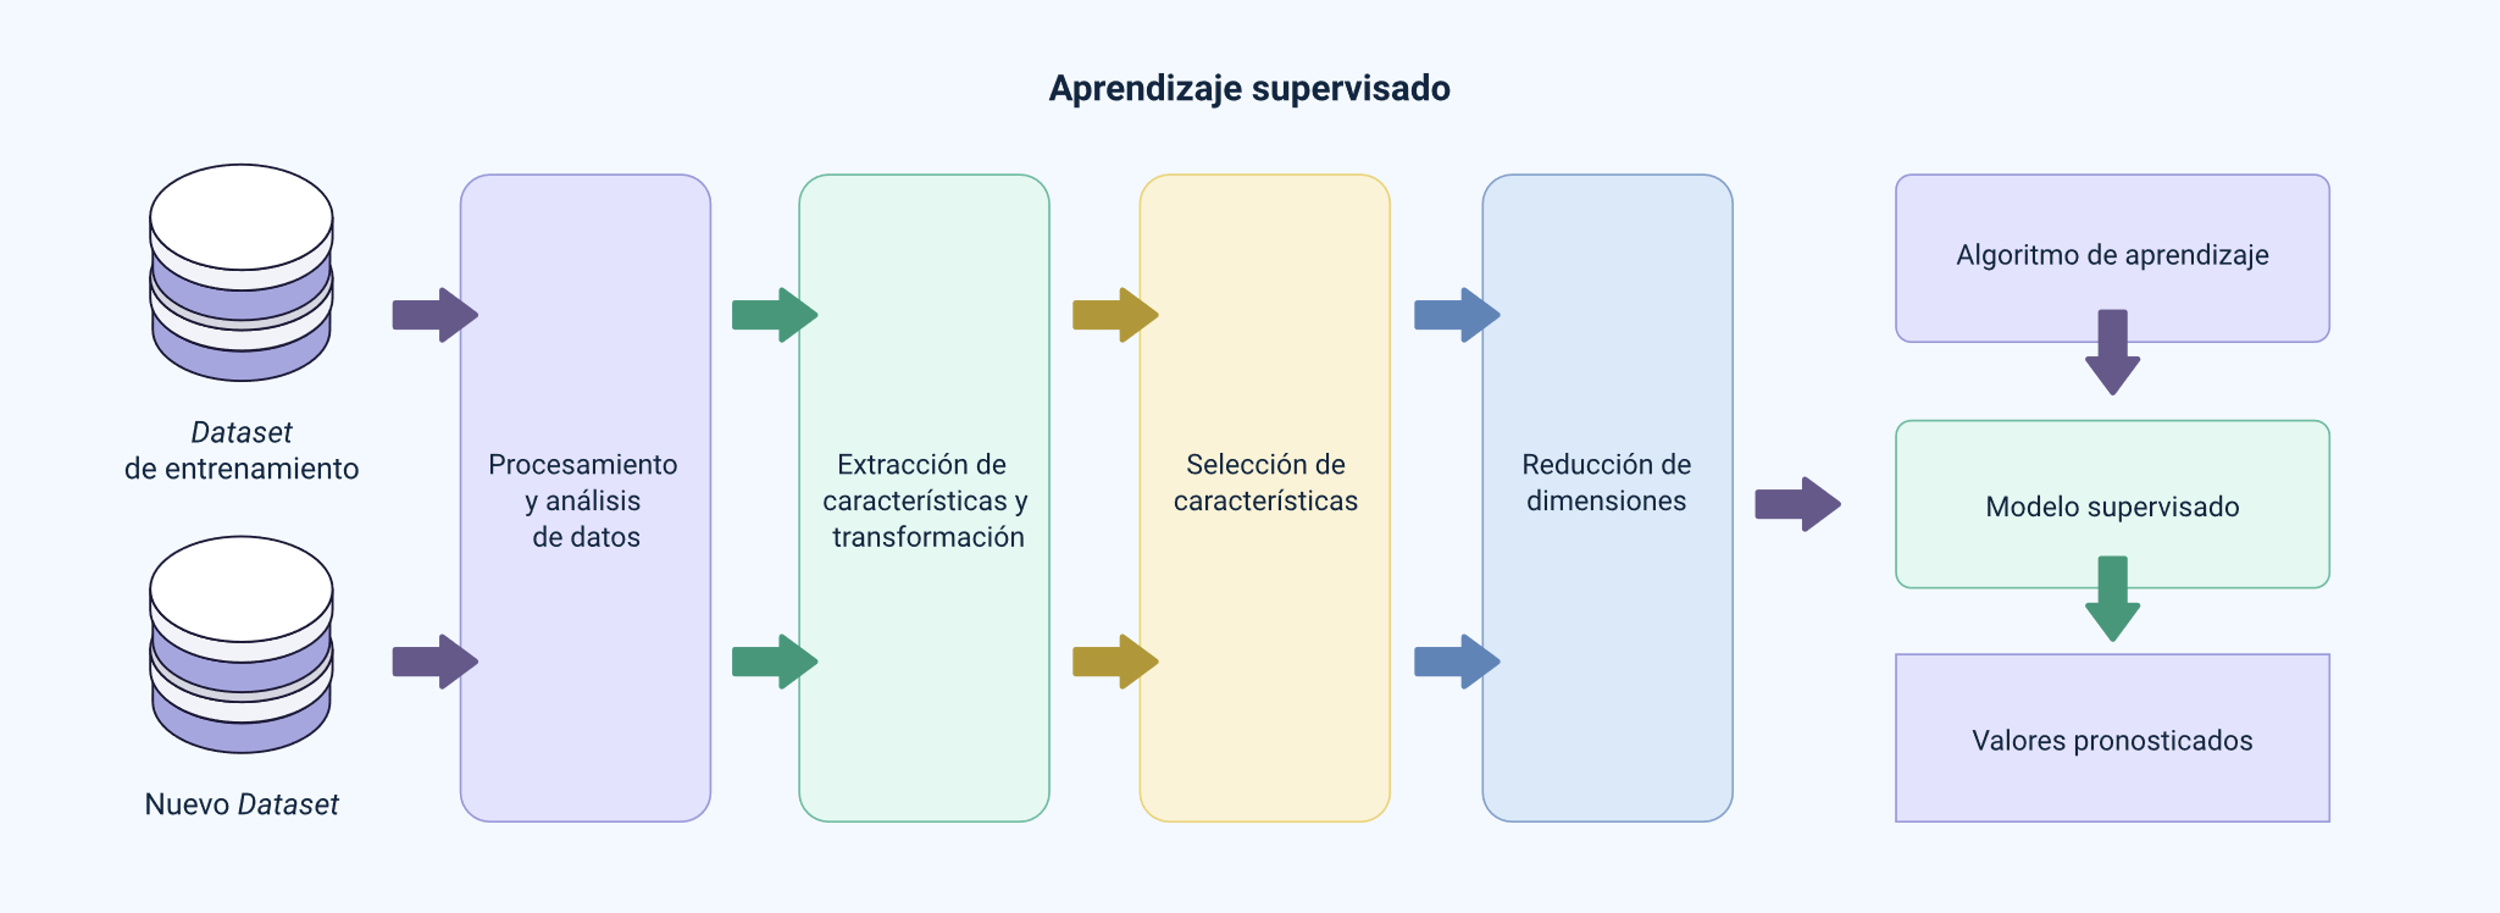 Aprendizaje supervisado
Dataset
de entrenamiento
Nuevo Dataset
Procesamiento
y análisis
de datos
Extracción de
características y
transformación
Selección de
características
Reducción de
dimensiones
Algoritmo de aprendizaje
Modelo supervisado
Valores pronosticados